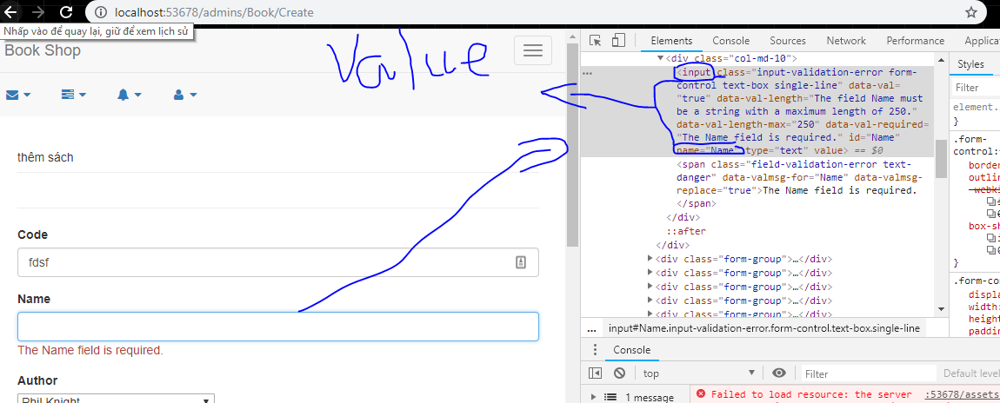 localhost:53678/admins/Book/Create
Nhấp vào để quay lại, giữ để xem lịch sử
Book Shop
Value
thêm sách
Code
fdsf
Name
The Name field is required.
Author
Phil Knight
Elements
Console
Sources
Network
Performance
Applicat
<div class="col-md-10">
<input class="input-validation-error form-
control text-box single-line" data-val=
"true" data-val-length="The field Name must
be a string with a maximum length of 250."
data-val-length-max="250" data-val-required=
"The Name field is required." id="Name"
name="Name" type="text" value> == $0
<span class="field-validation-error text-
danger" data-valmsg-for="Name" data-valmsg-
replace="true">The Name field is required.
</span>
</div>
::after
</div>
<div class="form-group">…</div>
<div class="form-group">…</div>
<div class="form-group">…</div>
<div class="form-group">…</div>
<div class="form-group">…</div>
... input#Name.input-validation-error.form-control.text-box.single-line
Styles
Filter
element.
}
.form-
control:
border
outlin
box-sh
}
.form-co
displa
width:
height
paddin
Console
top
Filter
Default level
1 message
Failed to load resource: the server
:53678/assets